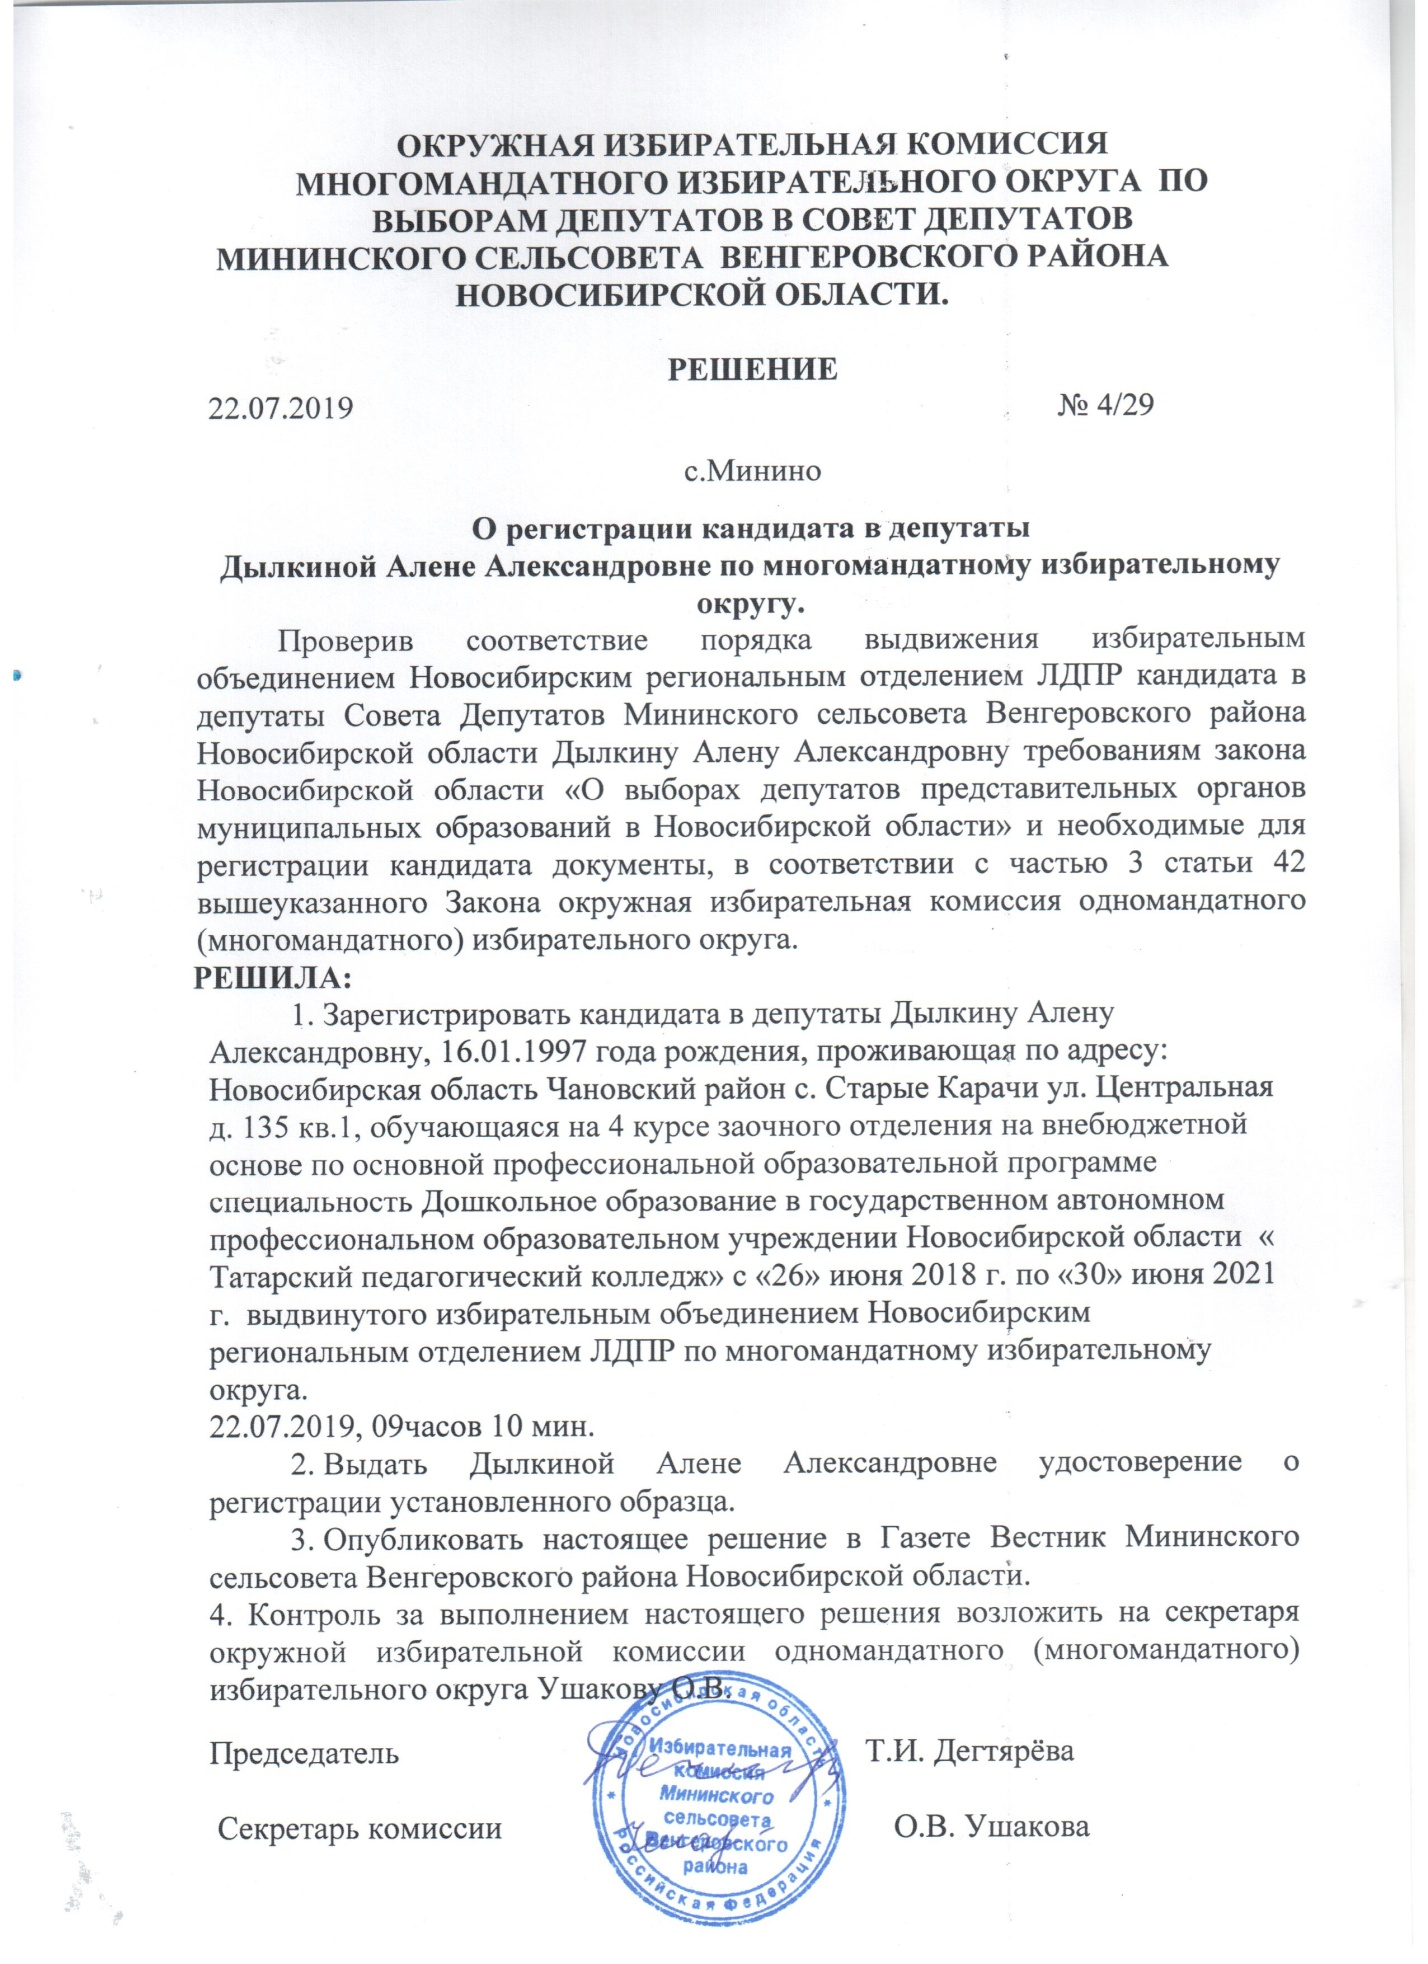 ОКРУЖНАЯ ИЗБИРАТЕЛЬНАЯ КОМИССИЯ
МНОГОМАНДАТНОГО ИЗБИРАТЕЛЬНОГО ОКРУГА ПО
ВЫБОРАМ ДЕПУТАТОВ В СОВЕТ ДЕПУТАТОВ
МИНИНСКОГО СЕЛЬСОВЕТА ВЕНГЕРОВСКОГО РАЙОНА
НОВОСИБИРСКОЙ ОБЛАСТИ.
РЕШЕНИЕ
22.07.2019 № 4/29
с.Минино
О регистрации кандидата в депутаты
Дылкиной Алене Александровне по многомандатному избирательному
округу.
Проверив соответствие порядка выдвижения избирательным
объединением Новосибирским региональным отделением ЛДПР кандидата в
депутаты Совета Депутатов Мининского сельсовета Венгеровского района
Новосибирской области Дылкину Алену Александровну требованиям закона
Новосибирской области «О выборах депутатов представительных органов
муниципальных образований в Новосибирской области» и необходимые для
регистрации кандидата документы, в соответствии с частью 3 статьи 42
вышеуказанного Закона окружная избирательная комиссия одномандатного
(многомандатного) избирательного округа.
РЕШИЛА:
1. Зарегистрировать кандидата в депутаты Дылкину Алену
Александровну, 16.01.1997 года рождения, проживающая по адресу:
Новосибирская область Чановский район с. Старые Карачи ул. Центральная
д. 135 кв.1, обучающаяся на 4 курсе заочного отделения на внебюджетной
основе по основной профессиональной образовательной программе
специальность Дошкольное образование в государственном автономном
профессиональном образовательном учреждении Новосибирской области «
Татарский педагогический колледж» с «26» июня 2018 г. по «30» июня 2021
г. выдвинутого избирательным объединением Новосибирским
региональным отделением ЛДПР по многомандатному избирательному
округа.
22.07.2019, 09часов 10 мин.
2. Выдать Дылкиной Алене Александровне удостоверение о
регистрации установленного образца.
3. Опубликовать настоящее решение в Газете Вестник Мининского
сельсовета Венгеровского района Новосибирской области.
4. Контроль за выполнением настоящего решения возложить на секретаря
окружной избирательной комиссии одномандатного (многомандатного)
избирательного округа Ушакову О.В.
Председатель Т.И. Дегтярёва
Секретарь комиссии О.В. Ушакова
Новосибирская область
Избирательная
комиссия
Мининского
сельсовета
Венгеровского
района
Российская Федерация